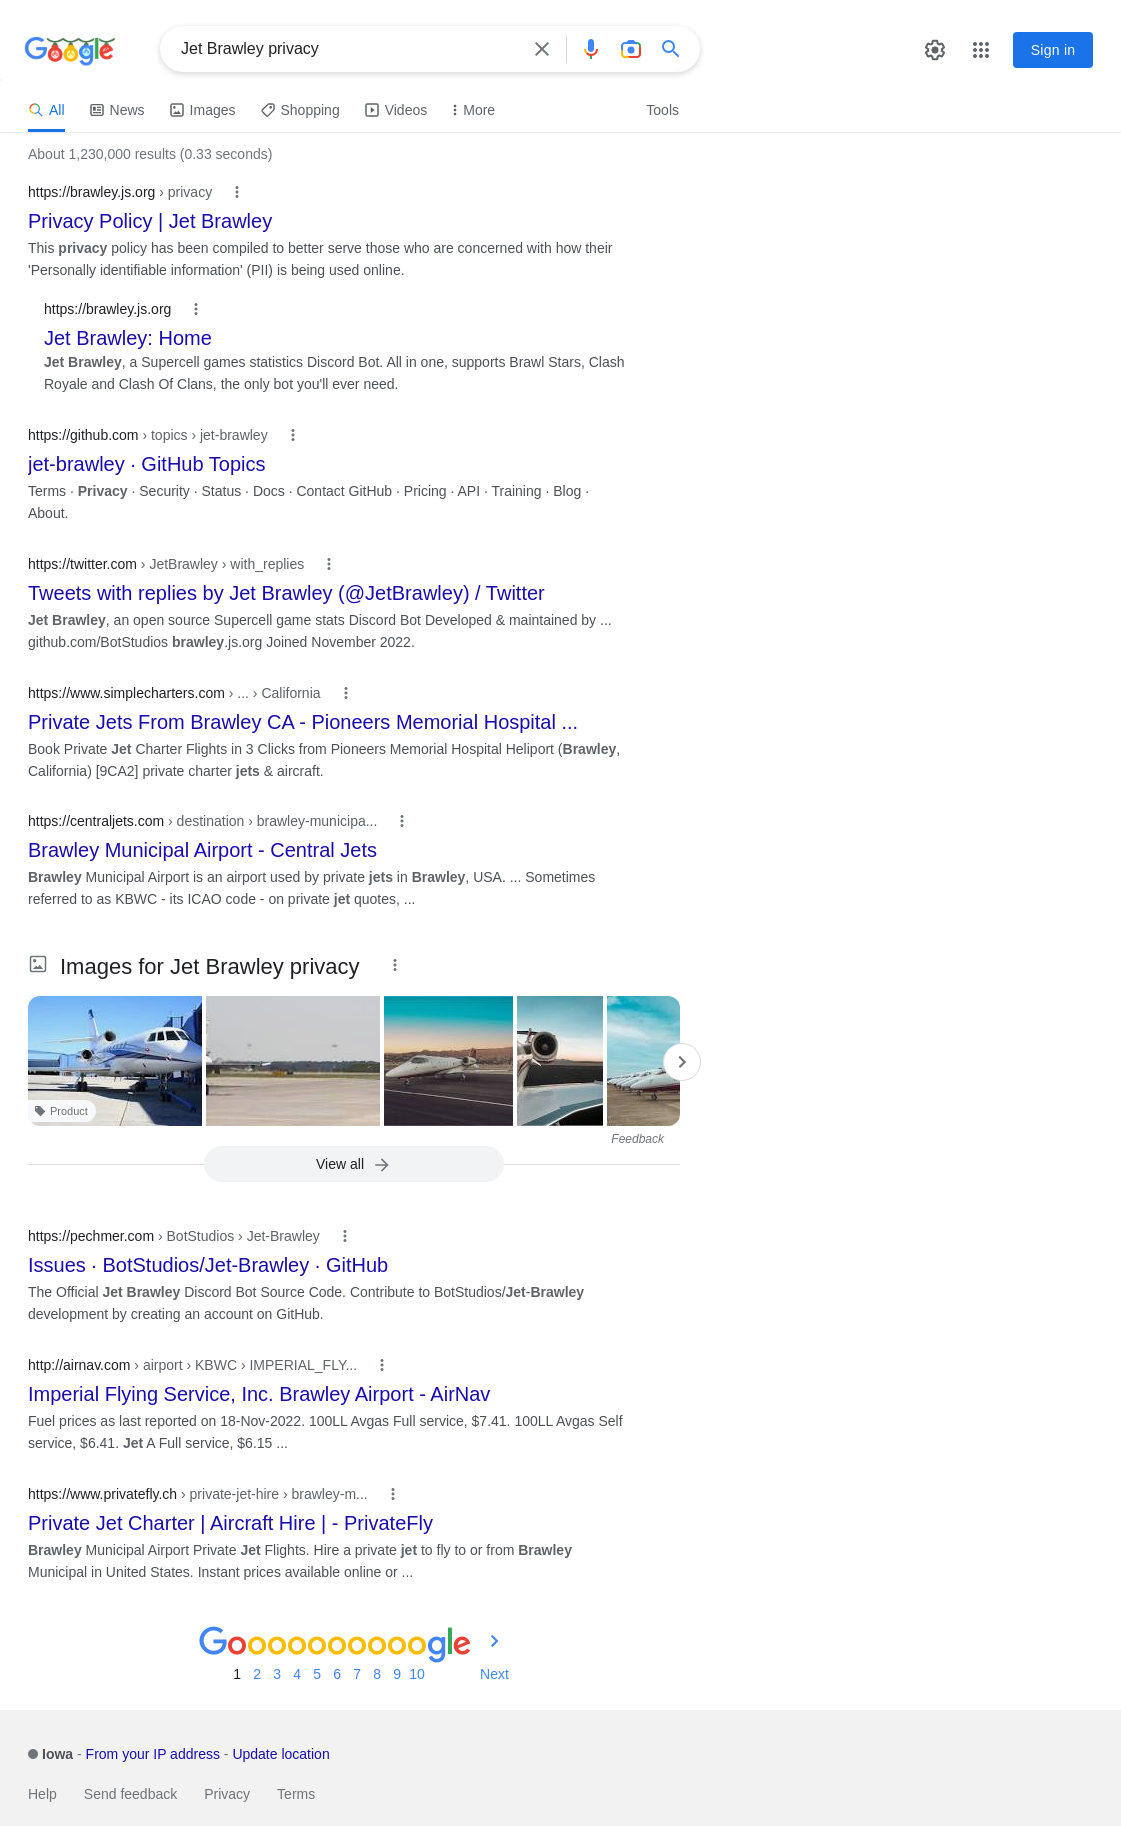 Google
Jet Brawley privacy
Sign in
All
News
Images
Shopping
Videos
More
Tools
About 1,230,000 results (0.33 seconds)
https://brawley.js.org › privacy
Privacy Policy | Jet Brawley
This privacy policy has been compiled to better serve those who are concerned with how their
'Personally identifiable information' (PII) is being used online.
https://brawley.js.org
Jet Brawley: Home
Jet Brawley, a Supercell games statistics Discord Bot. All in one, supports Brawl Stars, Clash
Royale and Clash Of Clans, the only bot you'll ever need.
https://github.com › topics › jet-brawley
jet-brawley · GitHub Topics
Terms · Privacy · Security · Status · Docs · Contact GitHub · Pricing · API · Training · Blog ·
About.
https://twitter.com › JetBrawley › with_replies
Tweets with replies by Jet Brawley (@JetBrawley) / Twitter
Jet Brawley, an open source Supercell game stats Discord Bot Developed & maintained by ...
github.com/BotStudios brawley.js.org Joined November 2022.
https://www.simplecharters.com › ... › California
Private Jets From Brawley CA - Pioneers Memorial Hospital ...
Book Private Jet Charter Flights in 3 Clicks from Pioneers Memorial Hospital Heliport (Brawley,
California) [9CA2] private charter jets & aircraft.
https://centraljets.com › destination › brawley-municipa...
Brawley Municipal Airport - Central Jets
Brawley Municipal Airport is an airport used by private jets in Brawley, USA. ... Sometimes
referred to as KBWC - its ICAO code - on private jet quotes, ...
Images for Jet Brawley privacy
Product
Feedback
View all
https://pechmer.com › BotStudios › Jet-Brawley
Issues · BotStudios/Jet-Brawley · GitHub
The Official Jet Brawley Discord Bot Source Code. Contribute to BotStudios/Jet-Brawley
development by creating an account on GitHub.
http://airnav.com › airport › KBWC › IMPERIAL_FLY...
Imperial Flying Service, Inc. Brawley Airport - AirNav
Fuel prices as last reported on 18-Nov-2022. 100LL Avgas Full service, $7.41. 100LL Avgas Self
service, $6.41. Jet A Full service, $6.15 ...
https://www.privatefly.ch › private-jet-hire › brawley-m...
Private Jet Charter | Aircraft Hire | - PrivateFly
Brawley Municipal Airport Private Jet Flights. Hire a private jet to fly to or from Brawley
Municipal in United States. Instant prices available online or ...
Goooooooooogle
1 2 3 4 5 6 7 8 9 10 Next
Iowa - From your IP address - Update location
Help Send feedback Privacy Terms